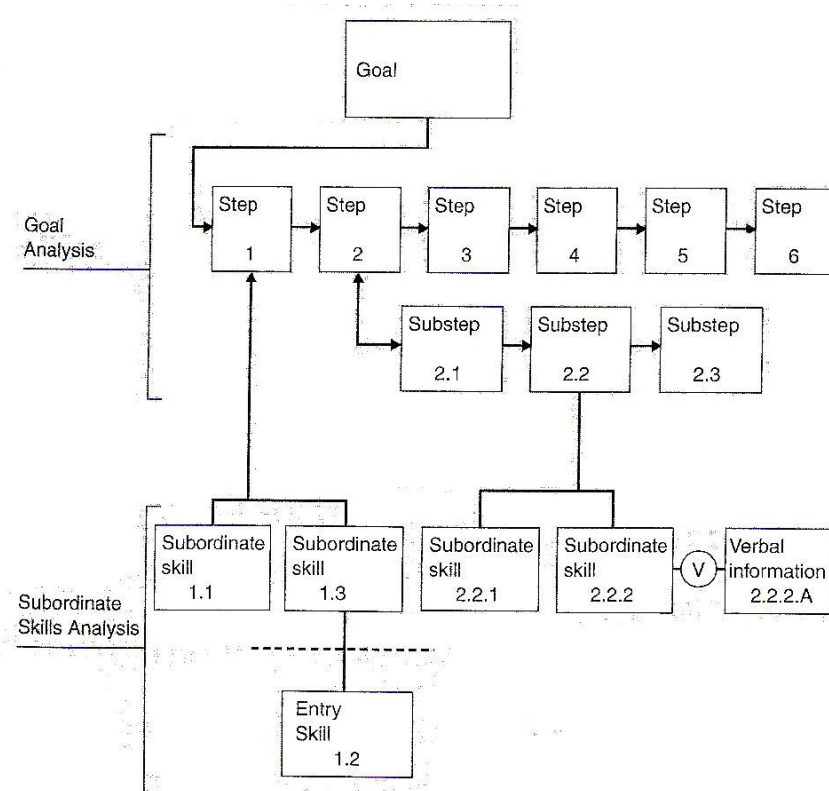 Goal
Goal
Analysis
Step
1
Step
2
Step
3
Step
4
Step
5
Step
6
Substep
2.1
Substep
2.2
Substep
2.3
Subordinate
Skills Analysis
Subordinate
skill
1.1
Subordinate
skill
1.3
Subordinate
skill
2.2.1
Subordinate
skill
2.2.2
V
Verbal
information
2.2.2.A
Entry
Skill
1.2